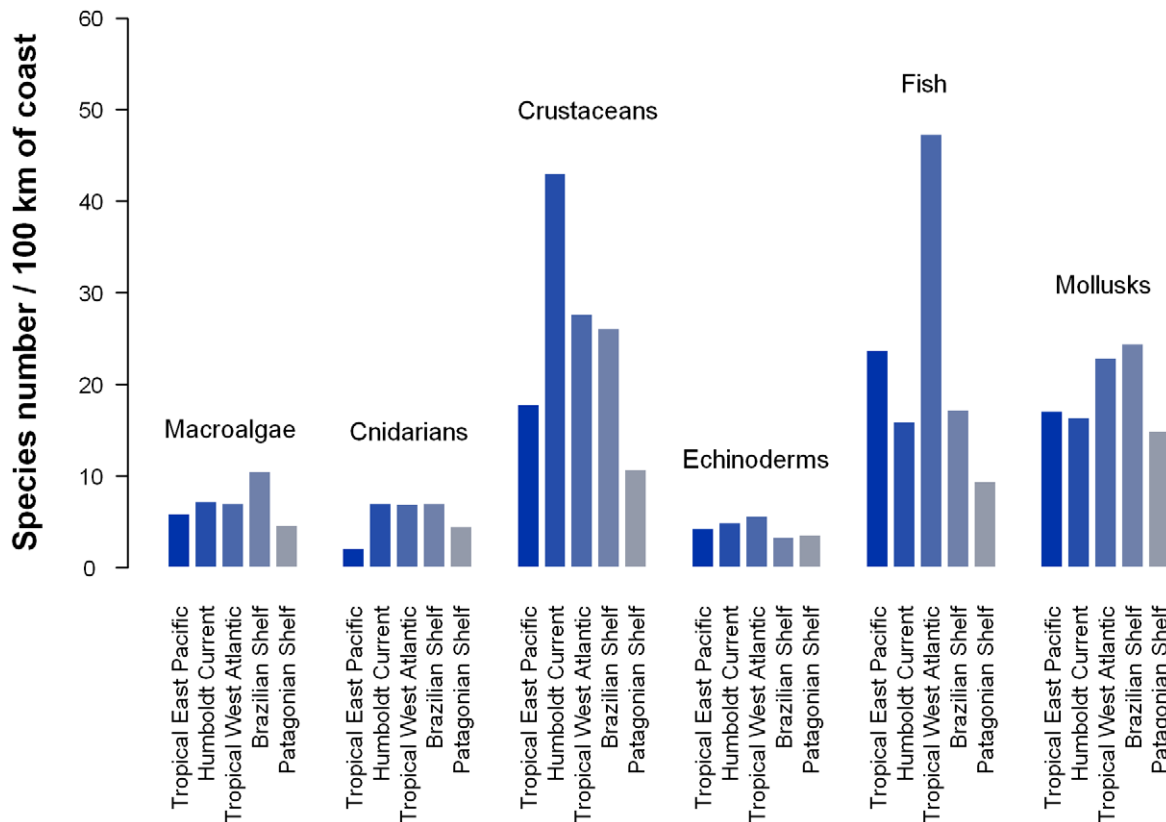 Species number / 100 km of coast
60
50
40
30
20
10
0
Macroalgae
Cnidarians
Crustaceans
Echinoderms
Fish
Mollusks
Tropical East Pacific
Humboldt Current
Tropical West Atlantic
Brazilian Shelf
Patagonian Shelf
Tropical East Pacific
Humboldt Current
Tropical West Atlantic
Brazilian Shelf
Patagonian Shelf
Tropical East Pacific
Humboldt Current
Tropical West Atlantic
Brazilian Shelf
Patagonian Shelf
Tropical East Pacific
Humboldt Current
Tropical West Atlantic
Brazilian Shelf
Patagonian Shelf
Tropical East Pacific
Humboldt Current
Tropical West Atlantic
Brazilian Shelf
Patagonian Shelf
Tropical East Pacific
Humboldt Current
Tropical West Atlantic
Brazilian Shelf
Patagonian Shelf